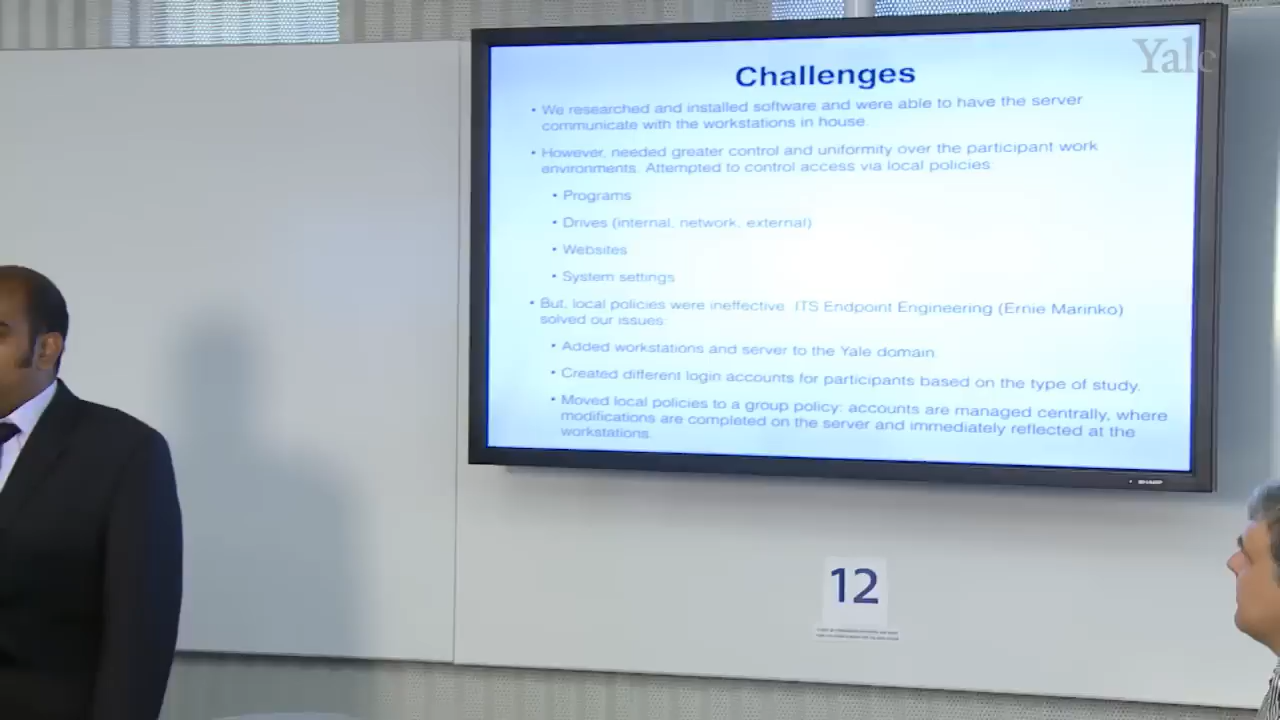 Yale
Challenges
• We researched and installed software and were able to have the server
communicate with the workstations in house.
• However, needed greater control and uniformity over the participant work
environments. Attempted to control access via local policies:
• Programs
• Drives (internal, network, external)
• Websites
• System settings
• But, local policies were ineffective. ITS Endpoint Engineering (Ernie Marinko)
solved our issues:
• Added workstations and server to the Yale domain.
• Created different login accounts for participants based on the type of study.
• Moved local policies to a group policy: accounts are managed centrally, where
modifications are completed on the server and immediately reflected at the
workstations.
SHARP
12